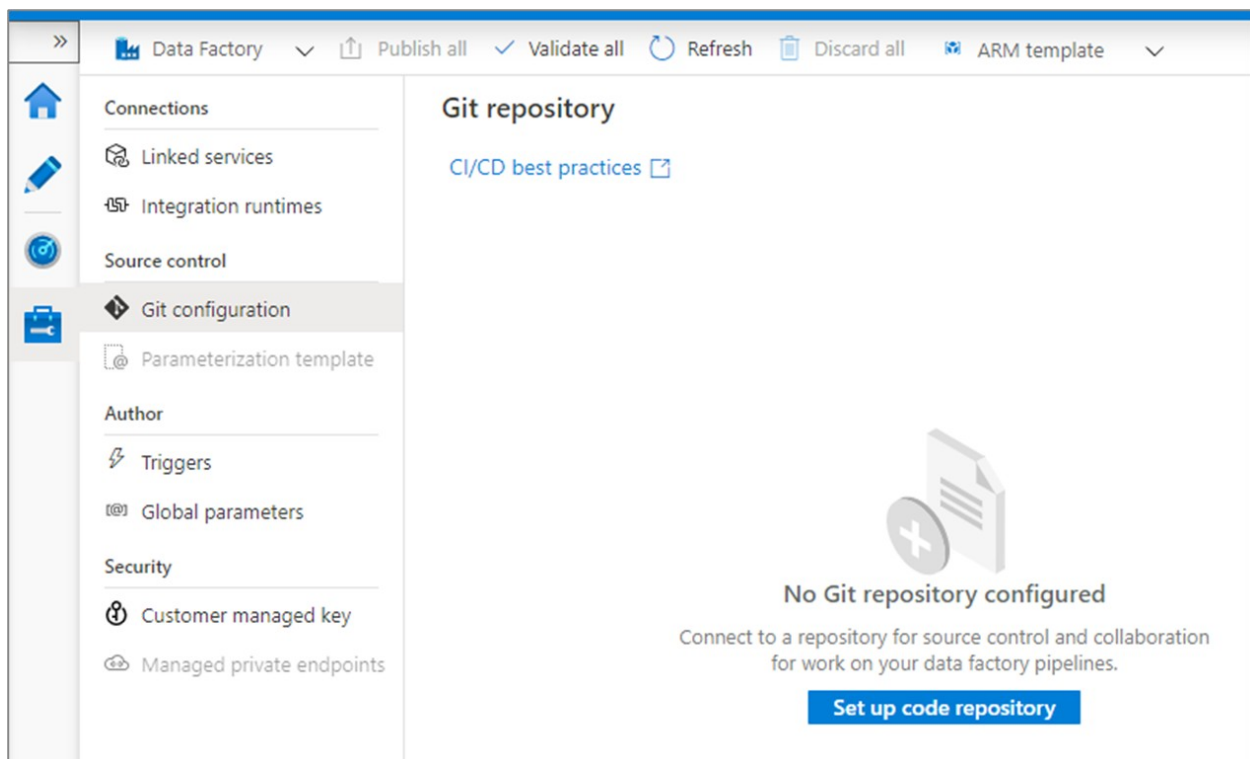 »
Data Factory
Publish all
Validate all
Refresh
Discard all
ARM template
Connections
Linked services
Integration runtimes
Source control
Git configuration
Parameterization template
Author
Triggers
Global parameters
Security
Customer managed key
Managed private endpoints
Git repository
CI/CD best practices
No Git repository configured
Connect to a repository for source control and collaboration
for work on your data factory pipelines.
Set up code repository